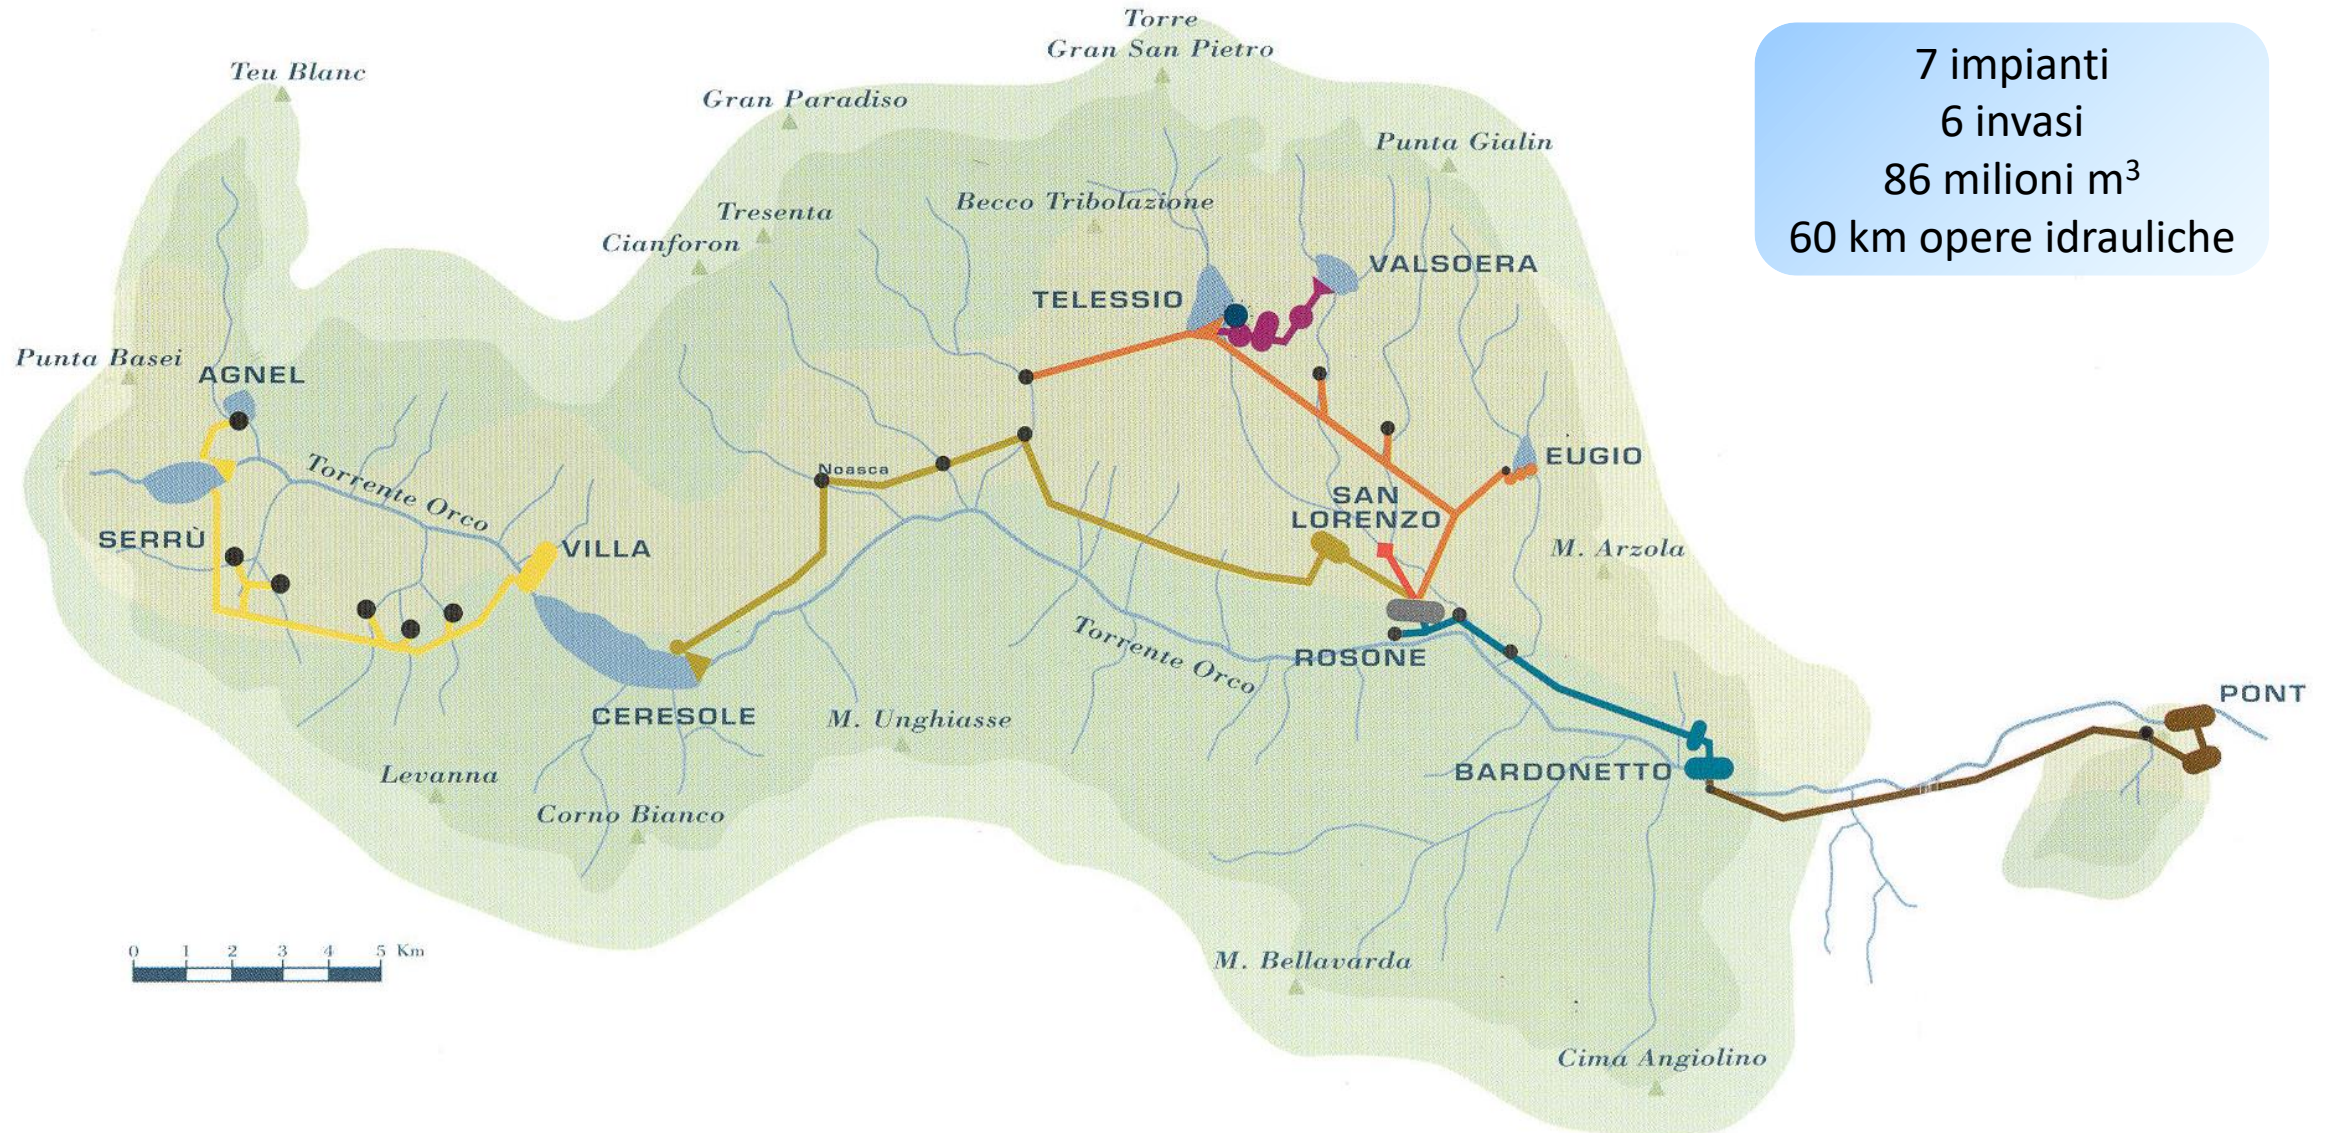 Torre
Gran San Pietro
7 impianti
6 invasi
86 milioni m³
60 km opere idrauliche
Teu Blanc
Gran Paradiso
Punta Gialin
Becco Tribolazione
Tresenta
Cianforon
VALSOERA
TELESSIO
Punta Basei
AGNEL
Noasca
EUGIO
Torrente Orco
SAN
LORENZO
SERRÙ
VILLA
M. Arzola
Torrente Orco
ROSONE
PONT
CERESOLE
M. Unghiasse
BARDONETTO
Levanna
Corno Bianco
0 1 2 3 4 5 Km
M. Bellavarda
Cima Angiolino